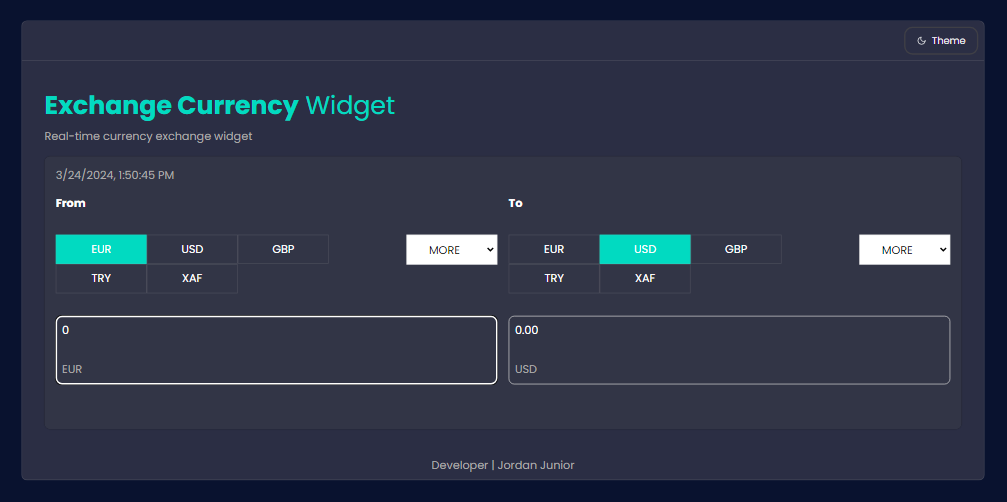 Theme
Exchange Currency Widget
Real-time currency exchange widget
3/24/2024, 1:50:45 PM
From
To
EUR USD GBP MORE
EUR USD GBP MORE
TRY XAF
TRY XAF
0
EUR
0.00
USD
Developer | Jordan Junior